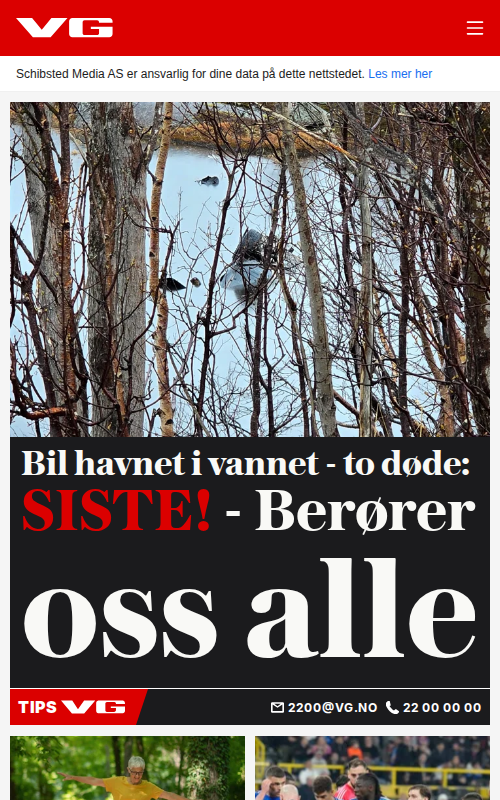 VG
Schibsted Media AS er ansvarlig for dine data på dette nettstedet. Les mer her
Bil havnet i vannet - to døde:
SISTE! - Berører
oss alle
TIPS VG 2200@VG.NO 22 00 00 00